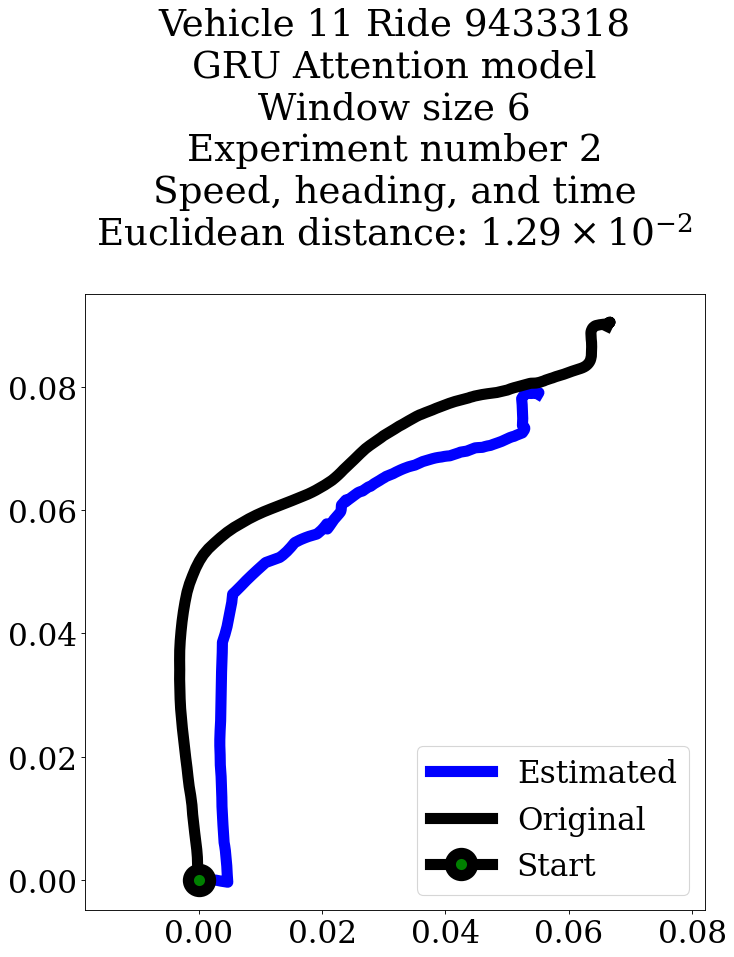 Vehicle 11 Ride 9433318
GRU Attention model
Window size 6
Experiment number 2
Speed, heading, and time
Euclidean distance: 1.29 × 10⁻²
0.08
0.06
0.04
0.02
0.00
Estimated
Original
Start
0.00 0.02 0.04 0.06 0.08